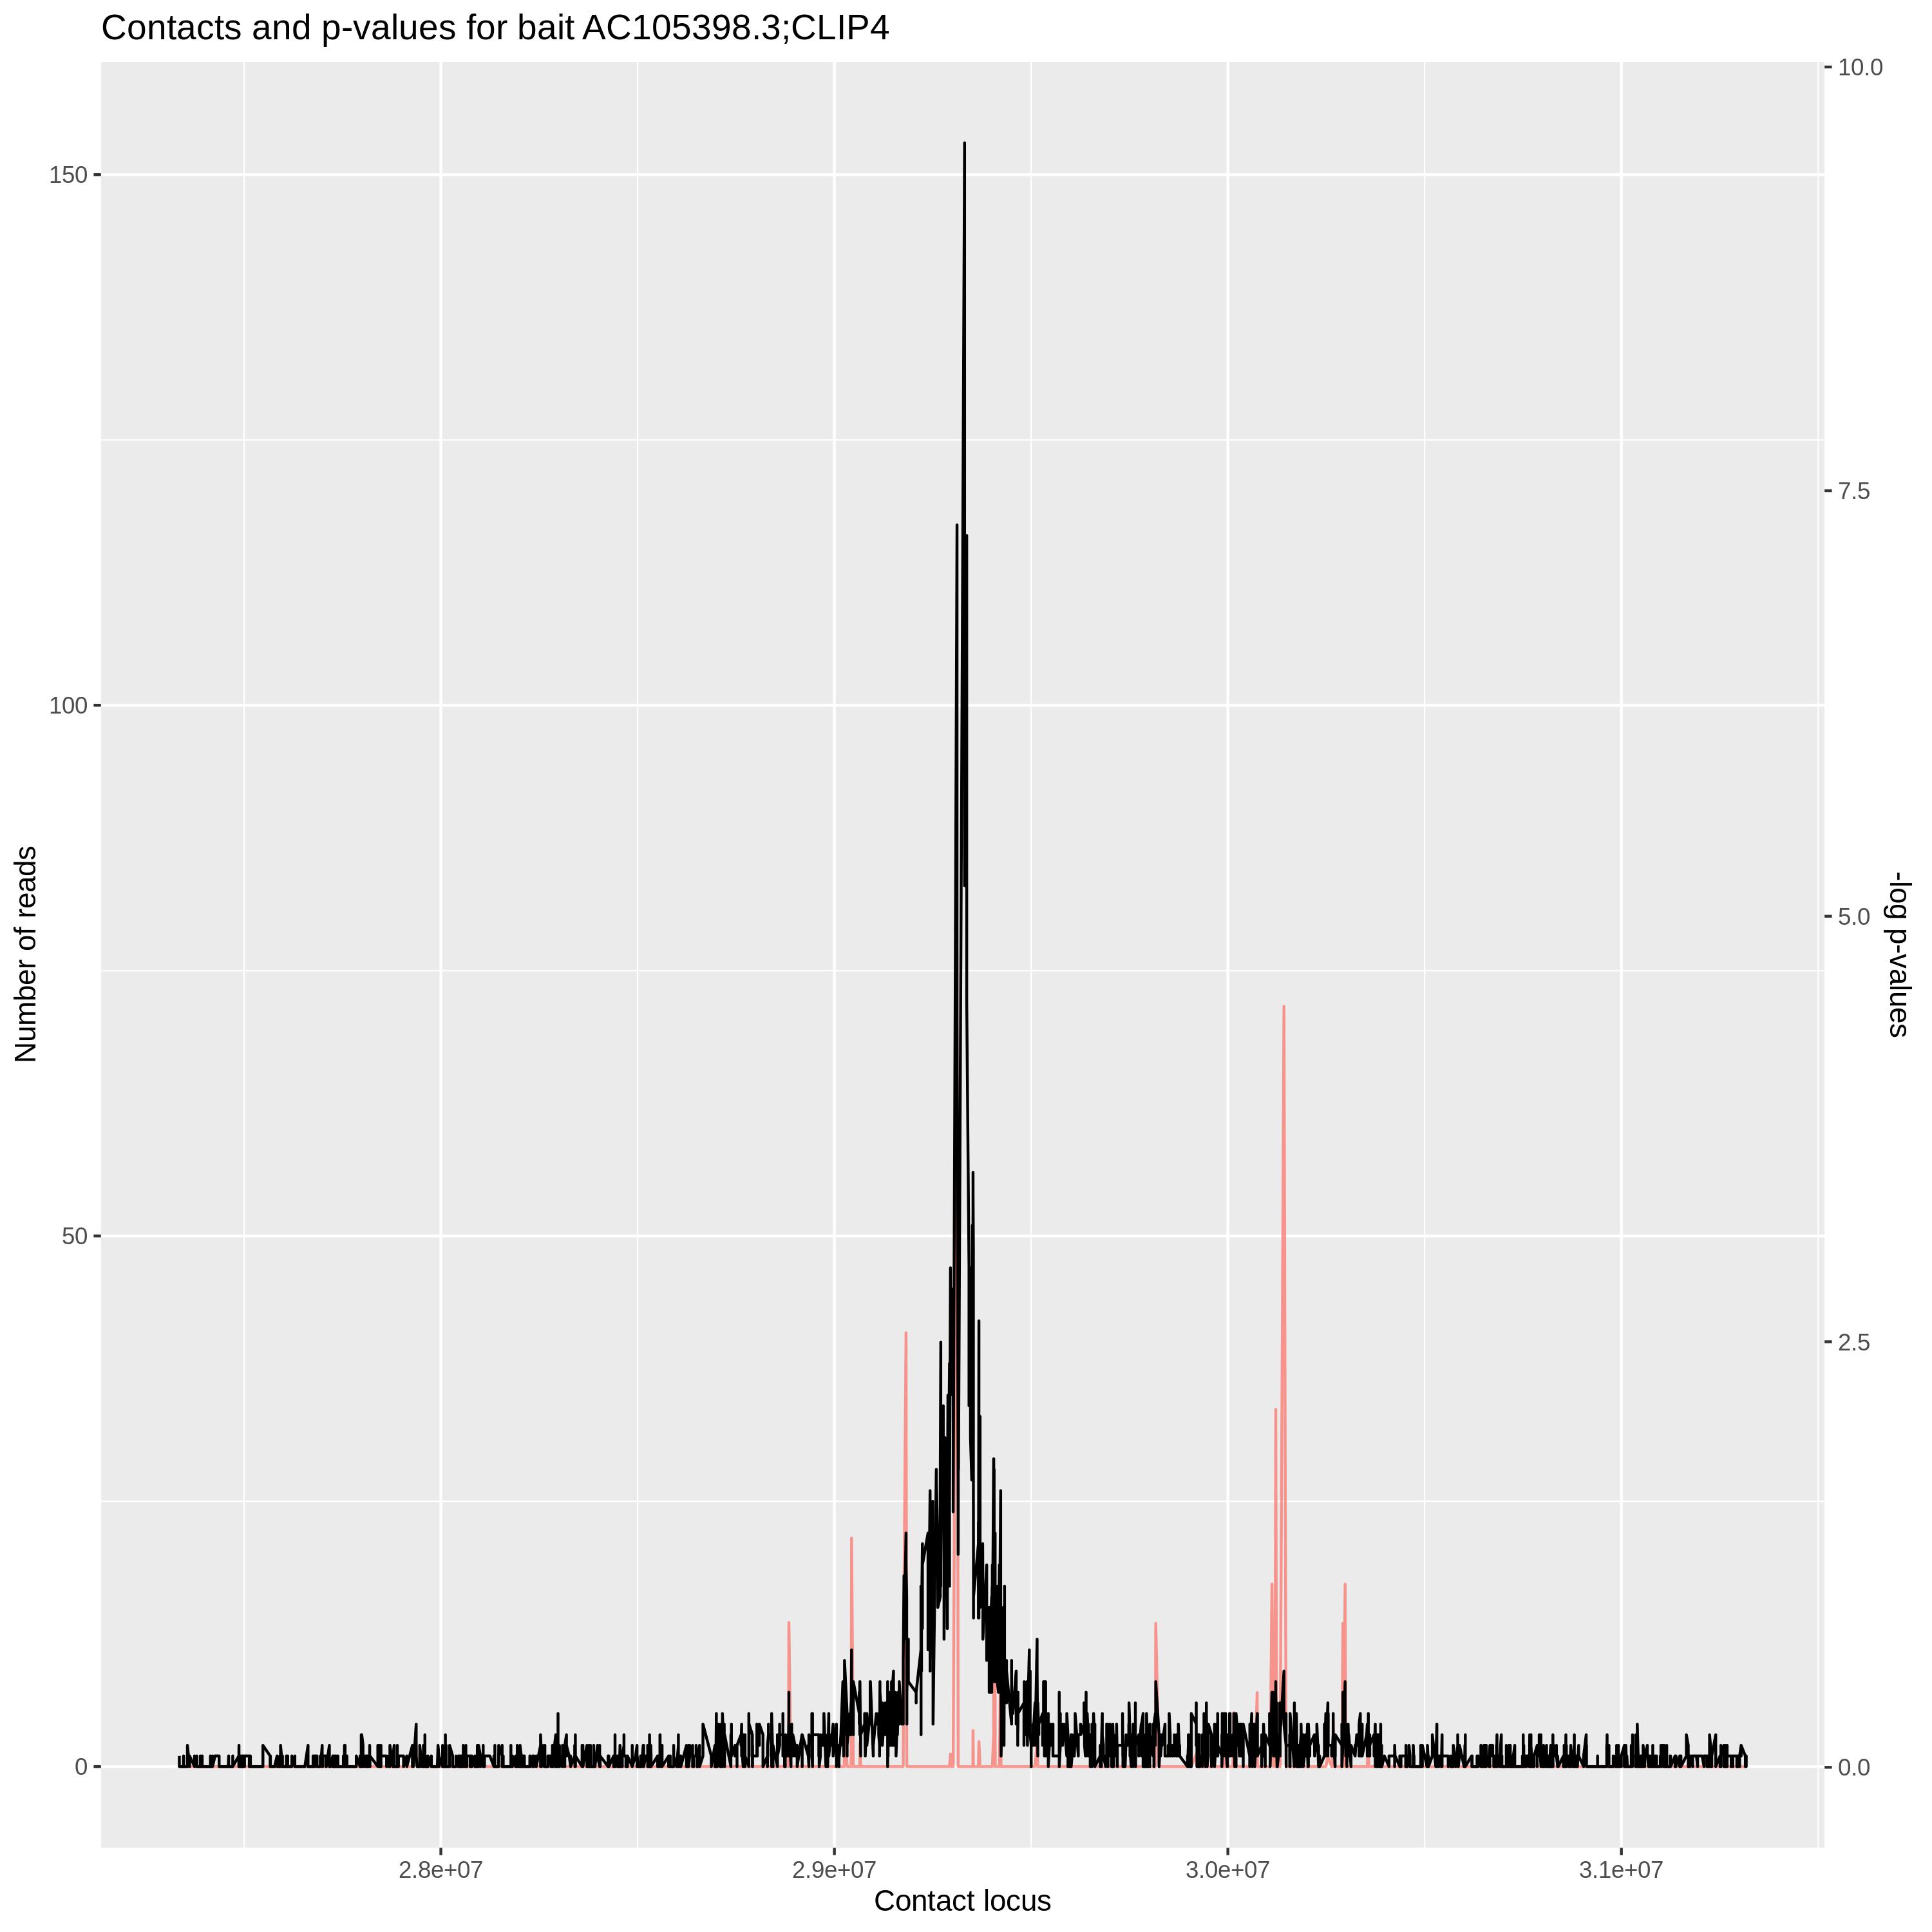 Contacts and p-values for bait AC105398.3;CLIP4
10.0
150
7.5
100
5.0
Number of reads
-log p-values
50
2.5
0
0.0
2.8e+07
2.9e+07
3.0e+07
3.1e+07
Contact locus